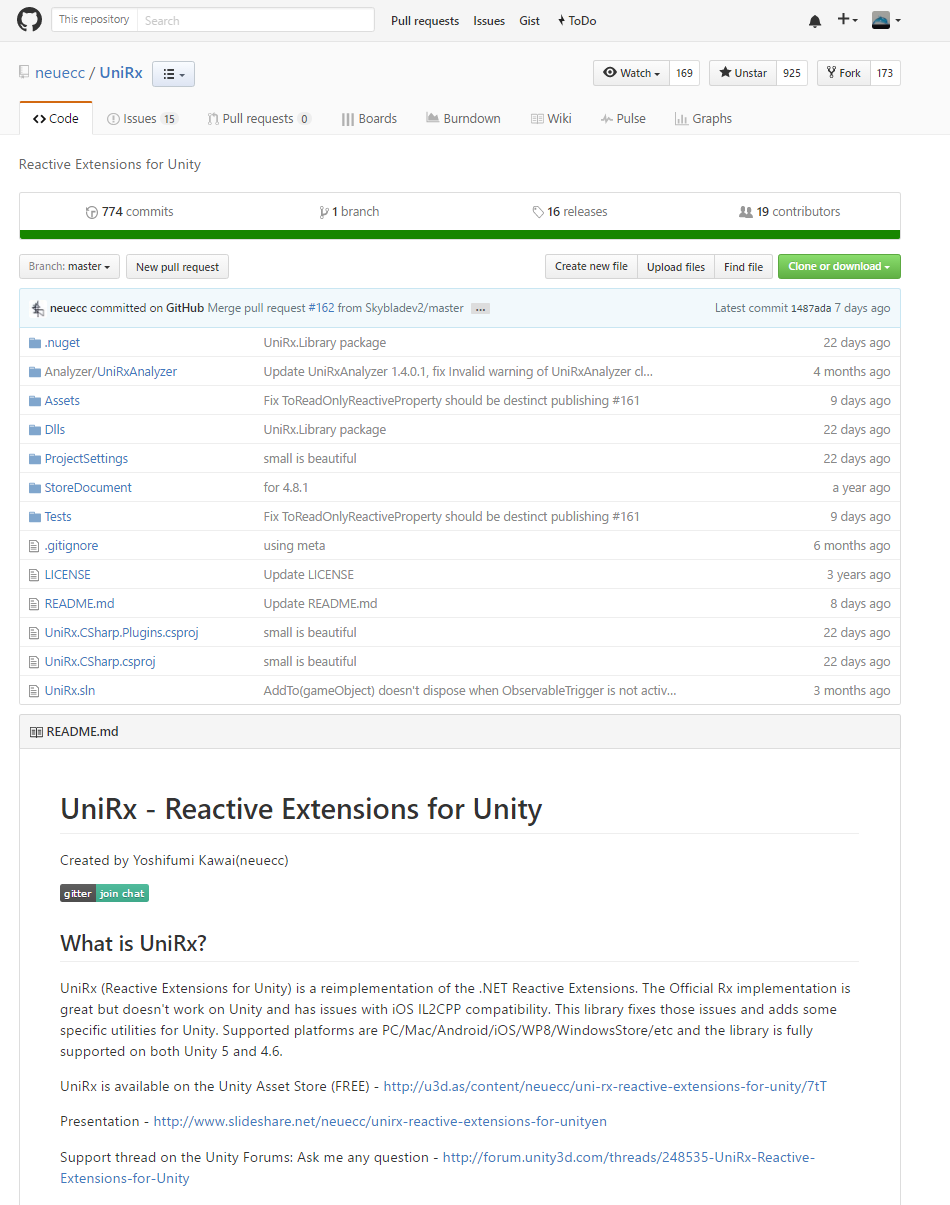 This repository Search Pull requests Issues Gist ToDo
neuecc / UniRx Watch 169 Unstar 925 Fork 173
Code Issues 15 Pull requests 0 Boards Burndown Wiki Pulse Graphs
Reactive Extensions for Unity
774 commits 1 branch 16 releases 19 contributors
Branch: master New pull request Create new file Upload files Find file Clone or download
neuecc committed on GitHub Merge pull request #162 from Skybladev2/master … Latest commit 1487ada 7 days ago
.nuget UniRx.Library package 22 days ago
Analyzer/UniRxAnalyzer Update UniRxAnalyzer 1.4.0.1, fix Invalid warning of UniRxAnalyzer cl… 4 months ago
Assets Fix ToReadOnlyReactiveProperty should be destinct publishing #161 9 days ago
Dlls UniRx.Library package 22 days ago
ProjectSettings small is beautiful 22 days ago
StoreDocument for 4.8.1 a year ago
Tests Fix ToReadOnlyReactiveProperty should be destinct publishing #161 9 days ago
.gitignore using meta 6 months ago
LICENSE Update LICENSE 3 years ago
README.md Update README.md 8 days ago
UniRx.CSharp.Plugins.csproj small is beautiful 22 days ago
UniRx.CSharp.csproj small is beautiful 22 days ago
UniRx.sln AddTo(gameObject) doesn't dispose when ObservableTrigger is not activ… 3 months ago
README.md
UniRx - Reactive Extensions for Unity
Created by Yoshifumi Kawai(neuecc)
gitter join chat
What is UniRx?
UniRx (Reactive Extensions for Unity) is a reimplementation of the .NET Reactive Extensions. The Official Rx implementation is
great but doesn't work on Unity and has issues with iOS IL2CPP compatibility. This library fixes those issues and adds some
specific utilities for Unity. Supported platforms are PC/Mac/Android/iOS/WP8/WindowsStore/etc and the library is fully
supported on both Unity 5 and 4.6.
UniRx is available on the Unity Asset Store (FREE) - http://u3d.as/content/neuecc/uni-rx-reactive-extensions-for-unity/7tT
Presentation - http://www.slideshare.net/neuecc/unirx-reactive-extensions-for-unityen
Support thread on the Unity Forums: Ask me any question - http://forum.unity3d.com/threads/248535-UniRx-Reactive-
Extensions-for-Unity